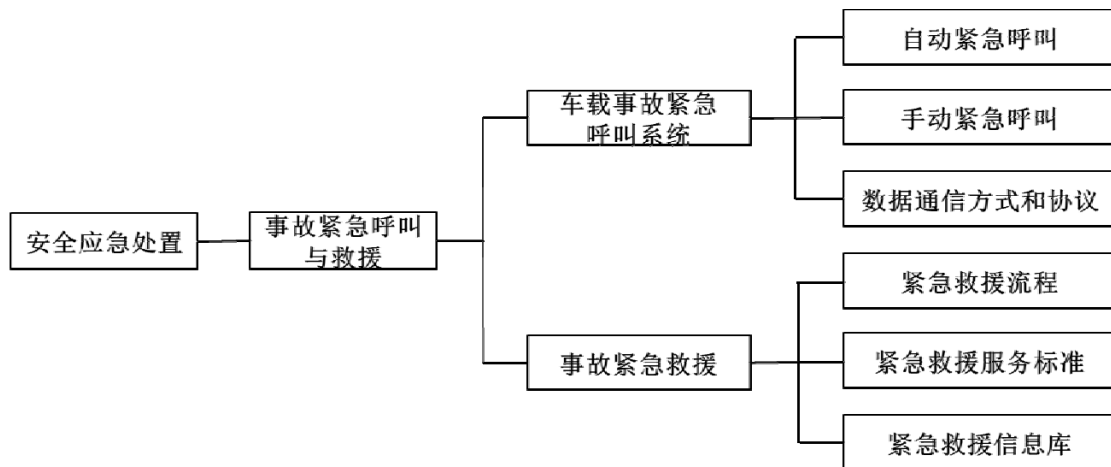 安全应急处置
事故紧急呼叫
与救援
车载事故紧急
呼叫系统
自动紧急呼叫
手动紧急呼叫
数据通信方式和协议
事故紧急救援
紧急救援流程
紧急救援服务标准
紧急救援信息库